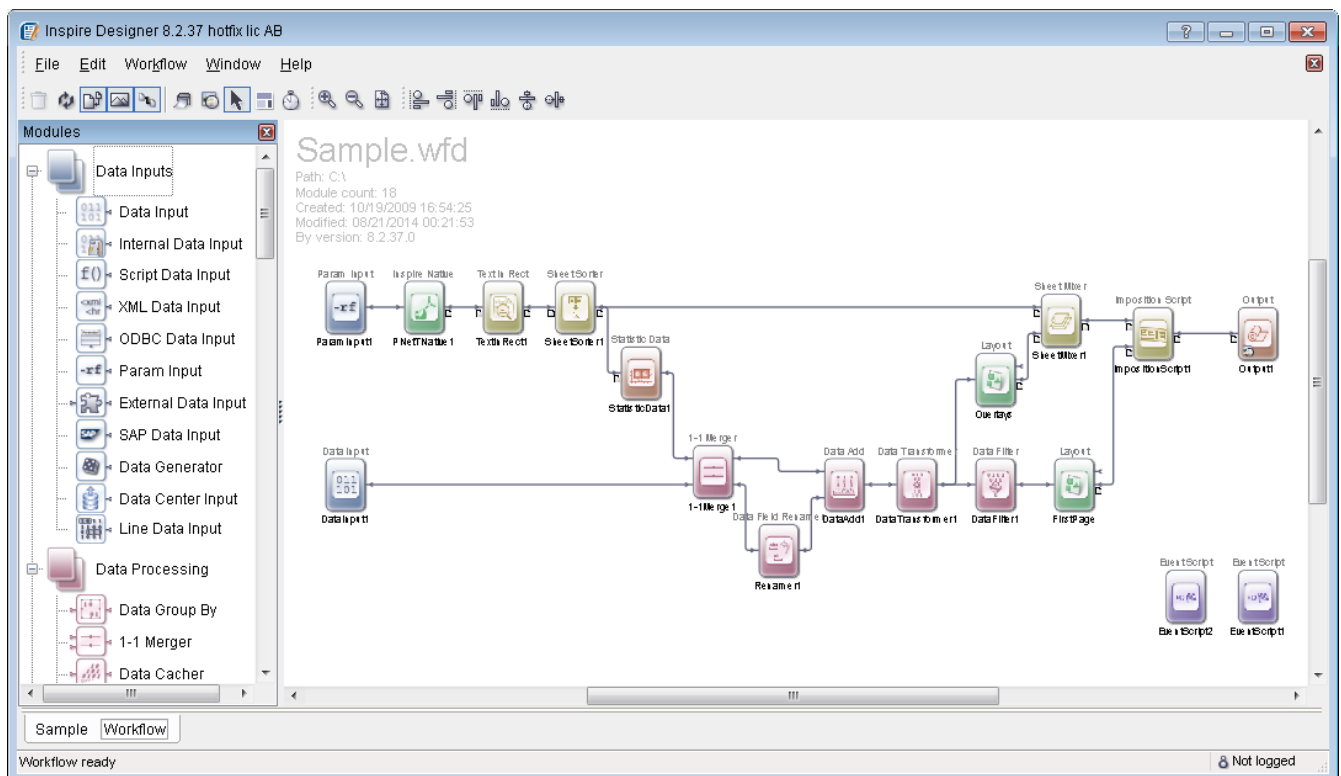 Inspire Designer 8.2.37 hotfix lic AB
File Edit Workflow Window Help
Modules
Data Inputs
Data Input
Internal Data Input
Script Data Input
XML Data Input
ODBC Data Input
Param Input
External Data Input
SAP Data Input
Data Generator
Data Center Input
Line Data Input
Data Processing
Data Group By
1-1 Merger
Data Cacher
Sample.wfd
Path: C:\
Module count: 18
Created: 10/19/2009 16:54:25
Modified: 08/21/2014 00:21:53
By version: 8.2.37.0
Param Input Inspire Native Text In Rect SheetSorter
ParamInput1 PNetTNative1 TextInRect1 SheetSorter1
Statistic Data
StatisticData1
Sheet Mixer Imposition Script Output
SheetMixer1 ImpositionScript1 Output1
Layout
Overlays
Data Input 1-1 Merger Data Add Data Transformer Data Filter Layout
DataInput1 1-1Merger1 DataAdd1 DataTransformer1 DataFilter1 FirstPage
Data Field Rename
Renamer1
EventScript EventScript
EventScript2 EventScript1
Sample Workflow
Workflow ready Not logged